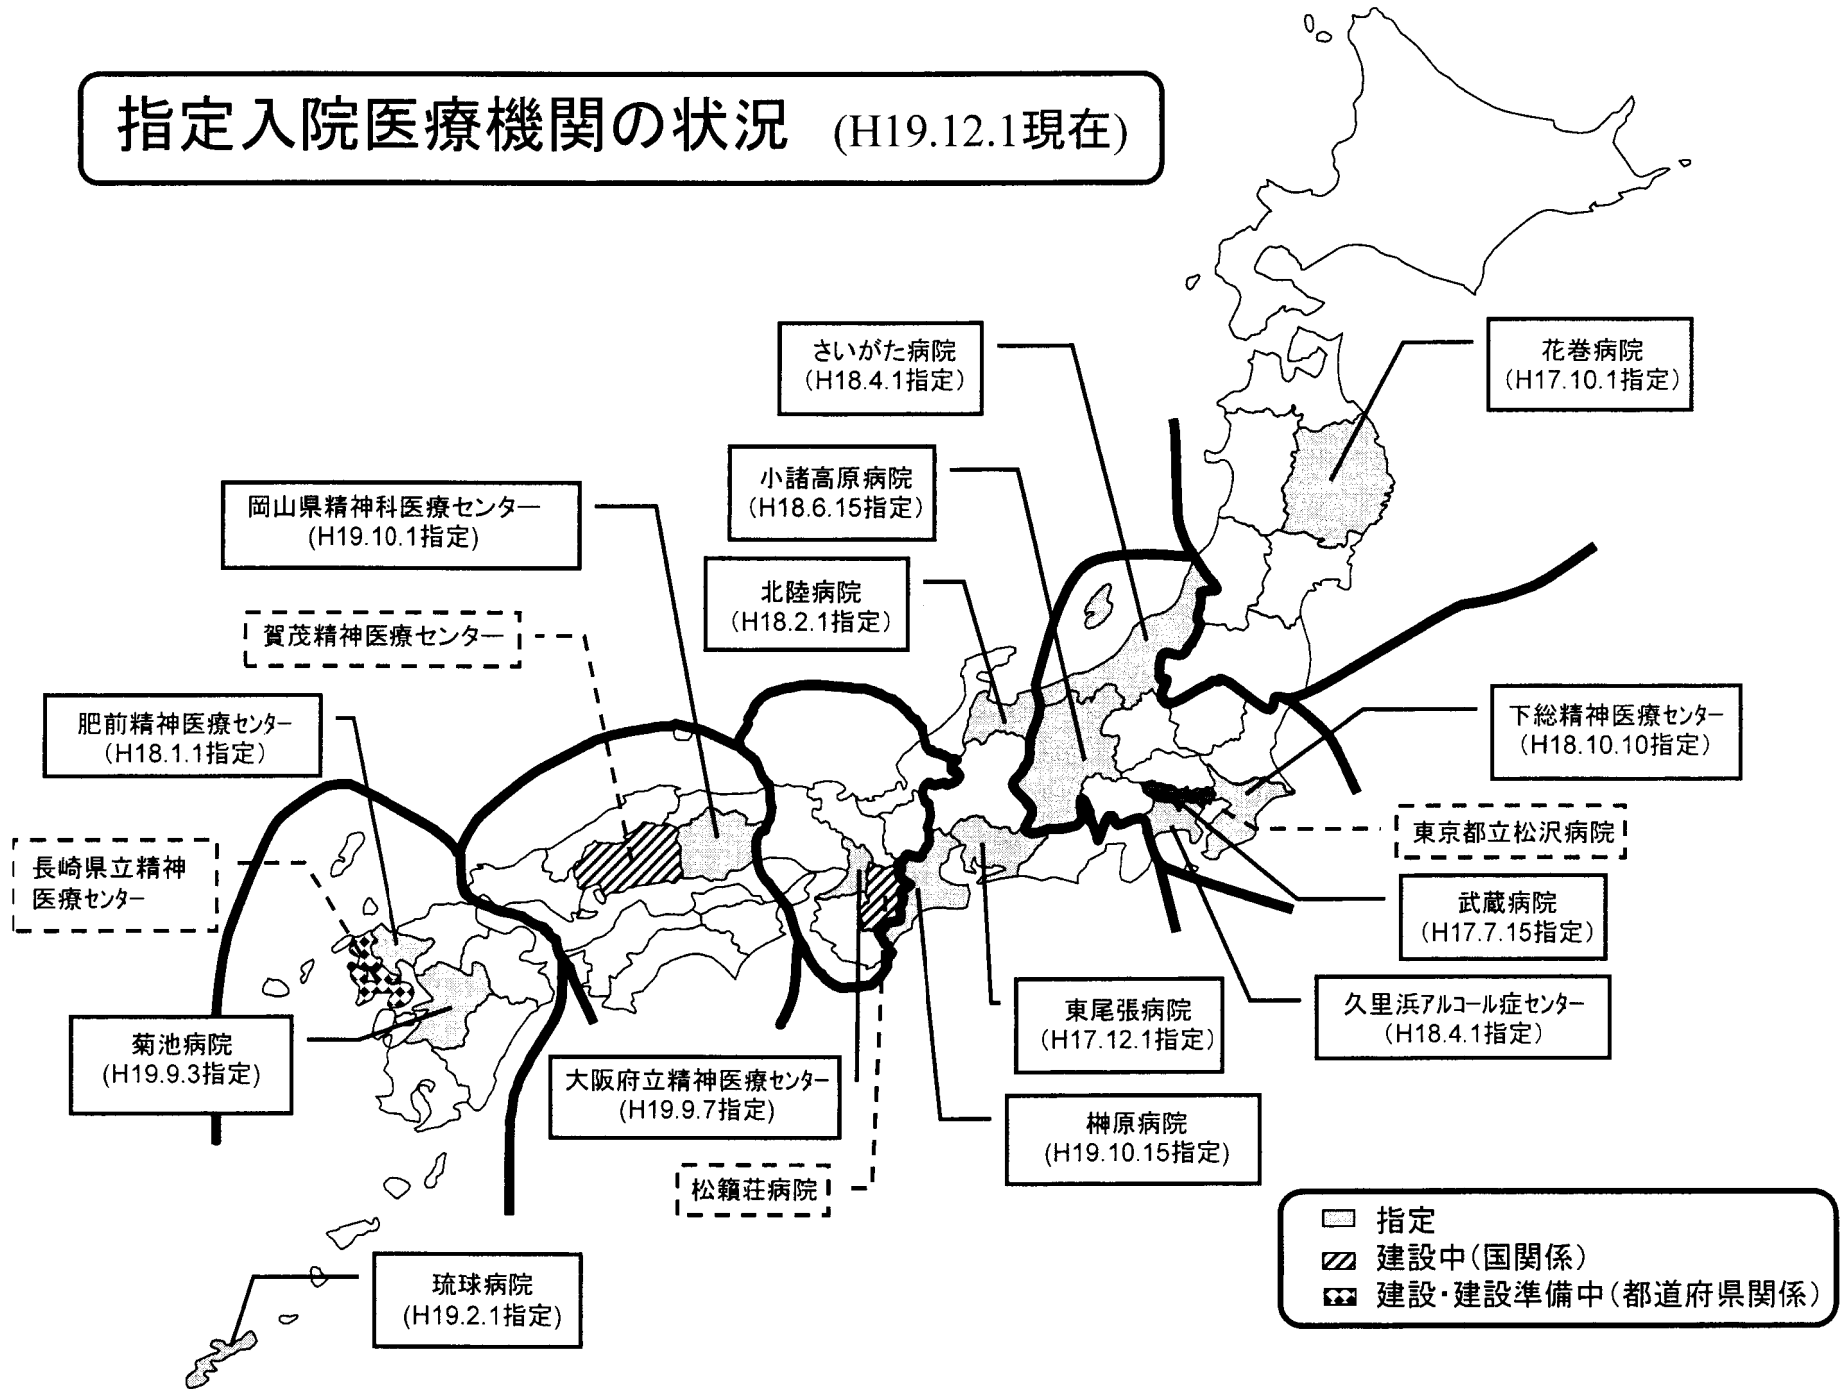 指定入院医療機関の状況 (H19.12.1現在)
さいがた病院
(H18.4.1指定)
花巻病院
(H17.10.1指定)
小諸高原病院
(H18.6.15指定)
岡山県精神科医療センター
(H19.10.1指定)
北陸病院
(H18.2.1指定)
賀茂精神医療センター
肥前精神医療センター
(H18.1.1指定)
下総精神医療センター
(H18.10.10指定)
東京都立松沢病院
長崎県立精神
医療センター
武蔵病院
(H17.7.15指定)
東尾張病院
(H17.12.1指定)
久里浜アルコール症センター
(H18.4.1指定)
菊池病院
(H19.9.3指定)
大阪府立精神医療センター
(H19.9.7指定)
榊原病院
(H19.10.15指定)
松籟荘病院
琉球病院
(H19.2.1指定)
指定
建設中(国関係)
建設・建設準備中(都道府県関係)